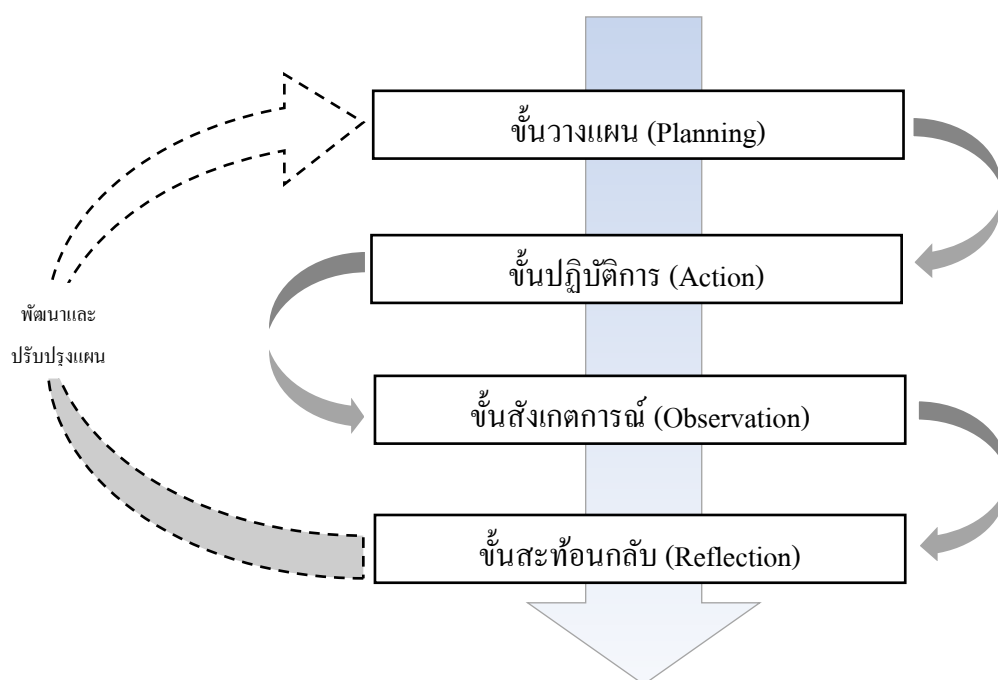 ขั้นวางแผน (Planning)
ขั้นปฏิบัติการ (Action)
พัฒนาและ
ปรับปรุงแผน
ขั้นสังเกตการณ์ (Observation)
ขั้นสะท้อนกลับ (Reflection)